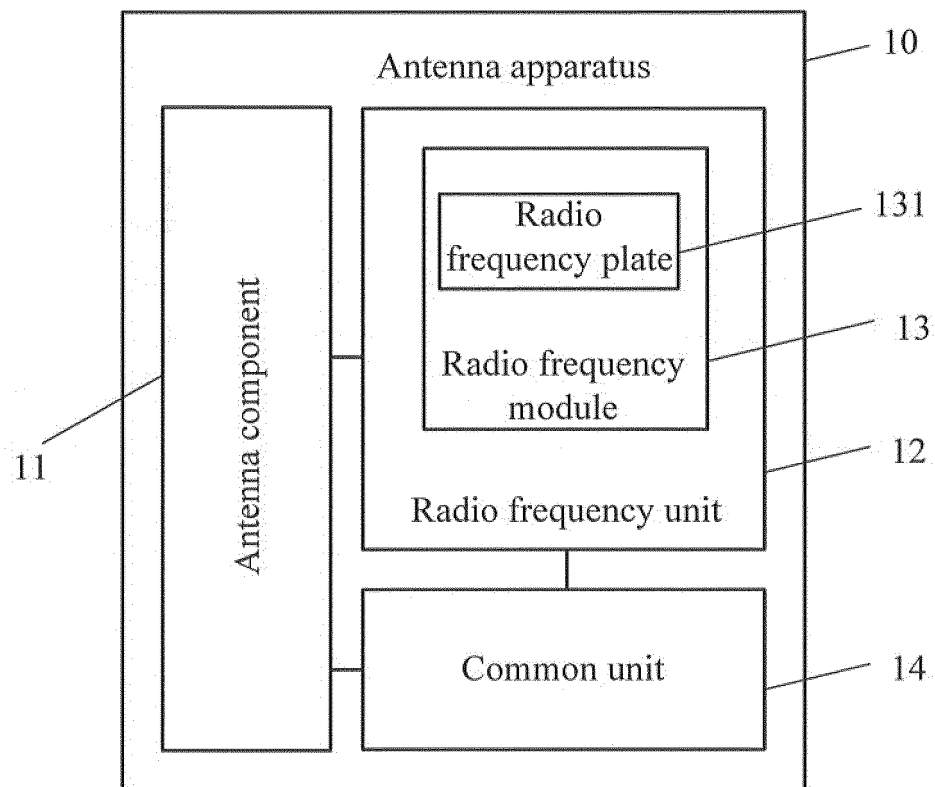 10
Antenna apparatus
Radio
frequency plate
131
Antenna component
Radio frequency
module
13
11
12
Radio frequency unit
Common unit
14